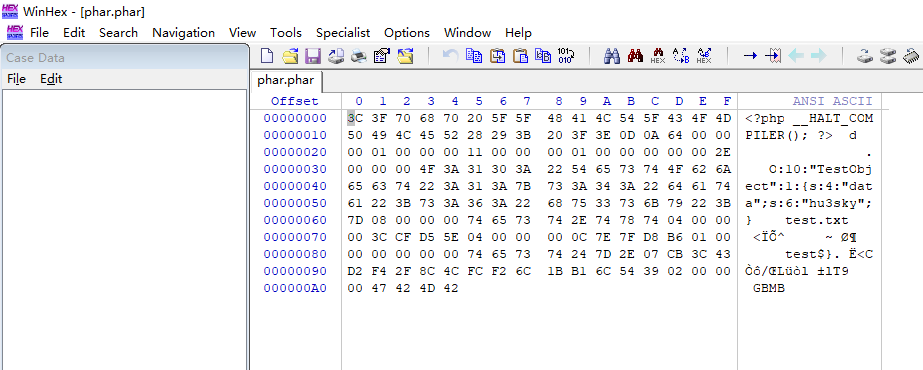 WinHex - [phar.phar]
File Edit Search Navigation View Tools Specialist Options Window Help
Case Data
File Edit
phar.phar
Offset 0 1 2 3 4 5 6 7 8 9 A B C D E F ANSI ASCII
00000000 3C 3F 70 68 70 20 5F 5F 48 41 4C 54 5F 43 4F 4D <?php __HALT_COM
00000010 50 49 4C 45 52 28 29 3B 20 3F 3E 0D 0A 64 00 00 PILER(); ?> d
00000020 00 01 00 00 00 11 00 00 00 01 00 00 00 00 00 2E .
00000030 00 00 00 4F 3A 31 30 3A 22 54 65 73 74 4F 62 6A O:10:"TestObj
00000040 65 63 74 22 3A 31 3A 7B 73 3A 34 3A 22 64 61 74 ect":1:{s:4:"dat
00000050 61 22 3B 73 3A 36 3A 22 68 75 33 73 6B 79 22 3B a";s:6:"hu3sky";
00000060 7D 08 00 00 00 74 65 73 74 2E 74 78 74 04 00 00 } test.txt
00000070 00 3C CF D5 5E 04 00 00 00 0C 7E 7F D8 B6 01 00 <ÏÕ^ ~ Ø¶
00000080 00 00 00 00 00 74 65 73 74 24 7D 2E 07 CB 3C 43 test$}. Ë<C
00000090 D2 F4 2F 8C 4C FC F2 6C 1B B1 6C 54 39 02 00 00 Òô/ŒLüòl ±lT9
000000A0 00 47 42 4D 42 GBMB